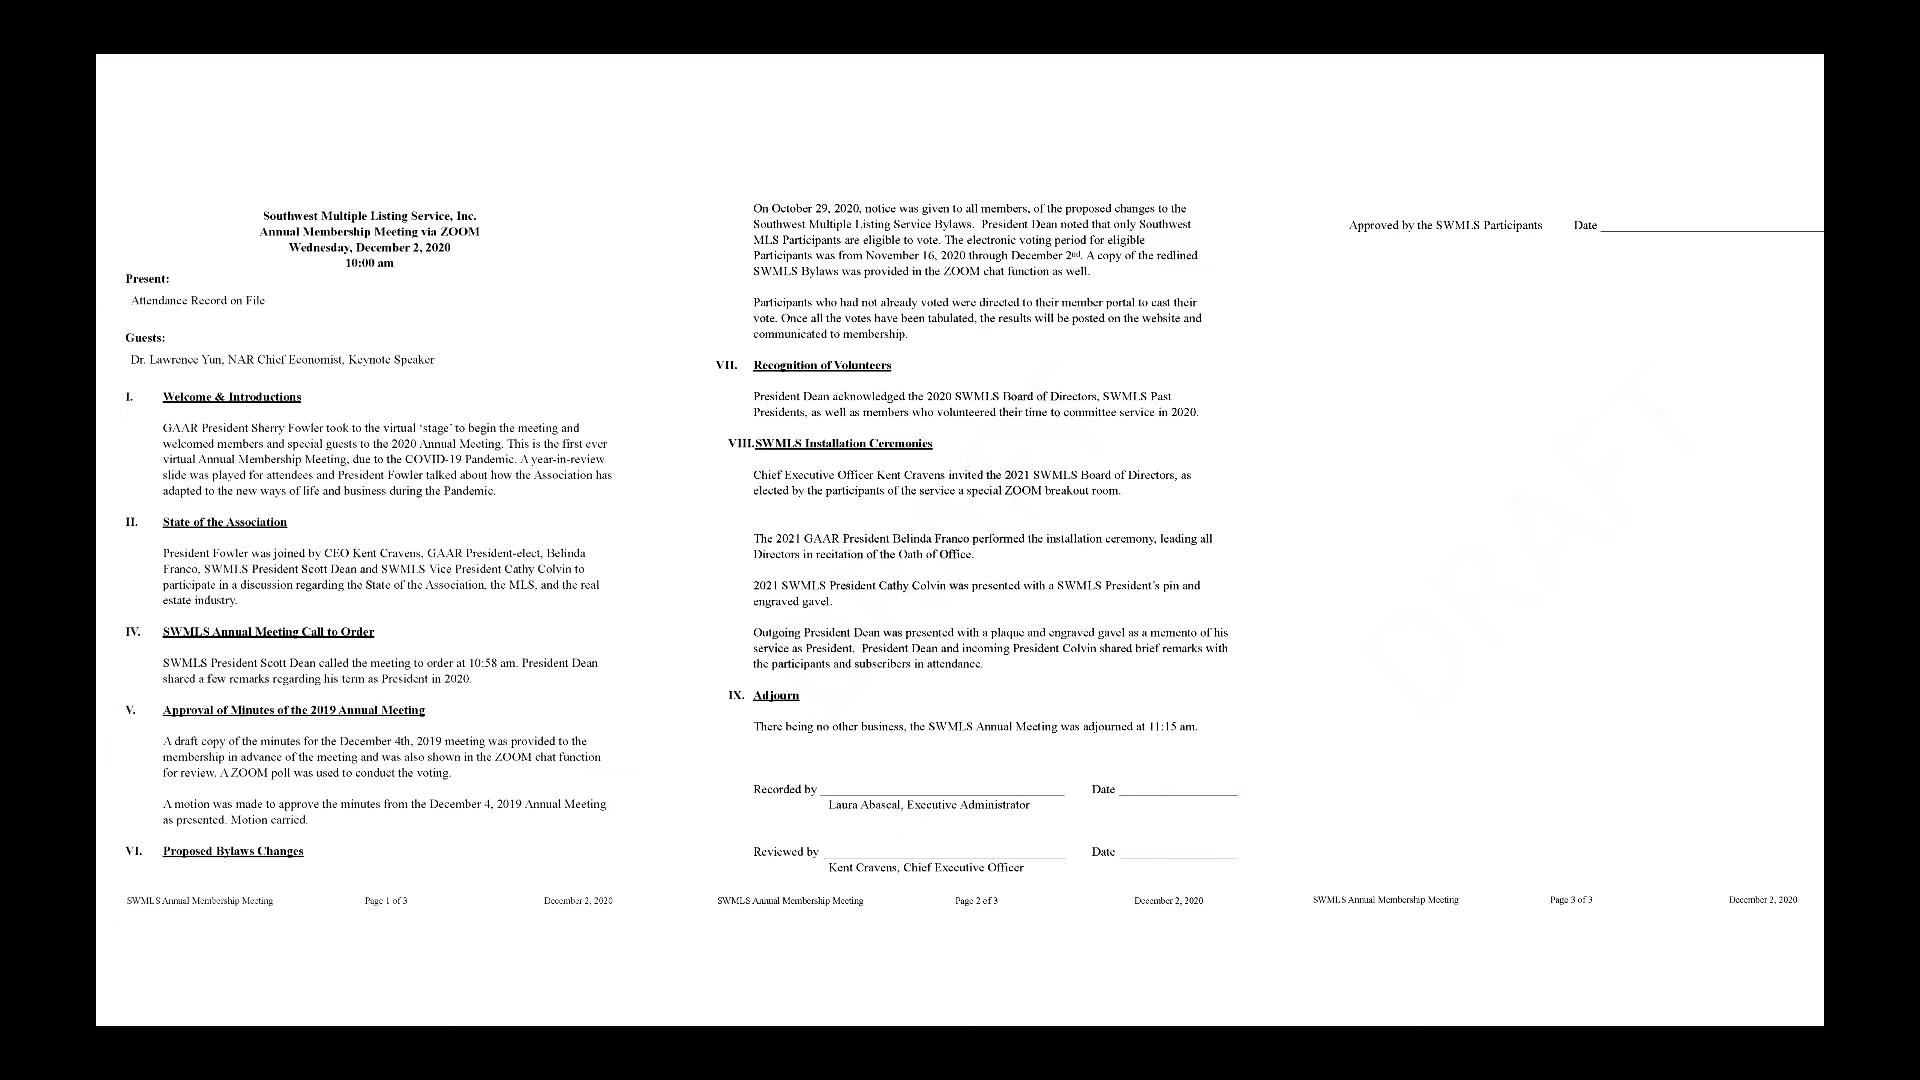 Southwest Multiple Listing Service, Inc.
Annual Membership Meeting via ZOOM
Wednesday, December 2, 2020
10:00 am
Present:
Attendance Record on File
Guests:
Dr. Lawrence Yun, NAR Chief Economist, Keynote Speaker
I. Welcome & Introductions
GAAR President Sherry Fowler took to the virtual ‘stage’ to begin the meeting and
welcomed members and special guests to the 2020 Annual Meeting. This is the first ever
virtual Annual Membership Meeting, due to the COVID-19 Pandemic. A year-in-review
slide was played for attendees and President Fowler talked about how the Association has
adapted to the new ways of life and business during the Pandemic.
II. State of the Association
President Fowler was joined by CEO Kent Cravens, GAAR President-elect, Belinda
Franco, SWMLS President Scott Dean and SWMLS Vice President Cathy Colvin to
participate in a discussion regarding the State of the Association, the MLS, and the real
estate industry.
IV. SWMLS Annual Meeting Call to Order
SWMLS President Scott Dean called the meeting to order at 10:58 am. President Dean
shared a few remarks regarding his term as President in 2020.
V. Approval of Minutes of the 2019 Annual Meeting
A draft copy of the minutes for the December 4th, 2019 meeting was provided to the
membership in advance of the meeting and was also shown in the ZOOM chat function
for review. A ZOOM poll was used to conduct the voting.
A motion was made to approve the minutes from the December 4, 2019 Annual Meeting
as presented. Motion carried.
VI. Proposed Bylaws Changes
SWMLS Annual Membership Meeting Page 1 of 3 December 2, 2020
On October 29, 2020, notice was given to all members, of the proposed changes to the
Southwest Multiple Listing Service Bylaws. President Dean noted that only Southwest
MLS Participants are eligible to vote. The electronic voting period for eligible
Participants was from November 16, 2020 through December 2nd. A copy of the redlined
SWMLS Bylaws was provided in the ZOOM chat function as well.
Participants who had not already voted were directed to their member portal to cast their
vote. Once all the votes have been tabulated, the results will be posted on the website and
communicated to membership.
VII. Recognition of Volunteers
President Dean acknowledged the 2020 SWMLS Board of Directors, SWMLS Past
Presidents, as well as members who volunteered their time to committee service in 2020.
VIII. SWMLS Installation Ceremonies
Chief Executive Officer Kent Cravens invited the 2021 SWMLS Board of Directors, as
elected by the participants of the service a special ZOOM breakout room.
The 2021 GAAR President Belinda Franco performed the installation ceremony, leading all
Directors in recitation of the Oath of Office.
2021 SWMLS President Cathy Colvin was presented with a SWMLS President’s pin and
engraved gavel.
Outgoing President Dean was presented with a plaque and engraved gavel as a memento of his
service as President. President Dean and incoming President Colvin shared brief remarks with
the participants and subscribers in attendance.
IX. Adjourn
There being no other business, the SWMLS Annual Meeting was adjourned at 11:15 am.
Recorded by ____ Date ____
Laura Abascal, Executive Administrator
Reviewed by ____ Date ____
Kent Cravens, Chief Executive Officer
SWMLS Annual Membership Meeting Page 2 of 3 December 2, 2020
Approved by the SWMLS Participants Date ____
DRAFT
SWMLS Annual Membership Meeting Page 3 of 3 December 2, 2020